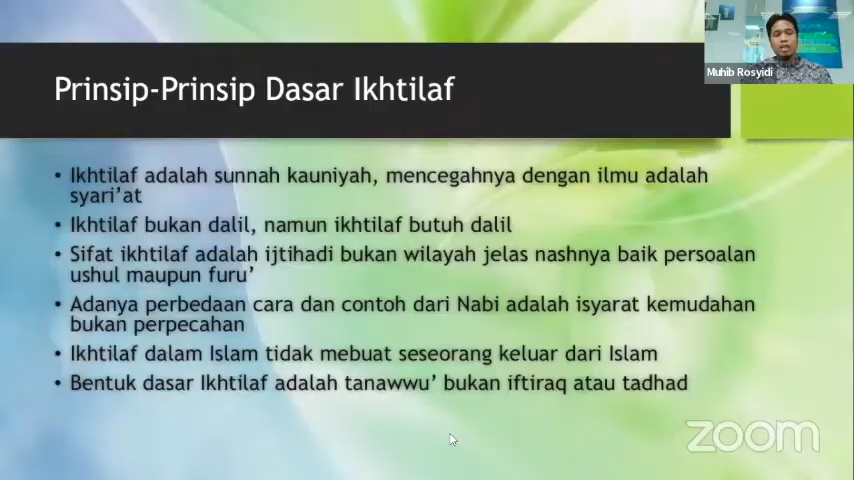 Prinsip-Prinsip Dasar Ikhtilaf
Muhib Rosyidi
• Ikhtilaf adalah sunnah kauniyah, mencegahnya dengan ilmu adalah
syari’at
• Ikhtilaf bukan dalil, namun ikhtilaf butuh dalil
• Sifat ikhtilaf adalah ijtihadi bukan wilayah jelas nashnya baik persoalan
ushul maupun furu’
• Adanya perbedaan cara dan contoh dari Nabi adalah isyarat kemudahan
bukan perpecahan
• Ikhtilaf dalam Islam tidak mebuat seseorang keluar dari Islam
• Bentuk dasar Ikhtilaf adalah tanawwu’ bukan iftiraq atau tadhad
zoom